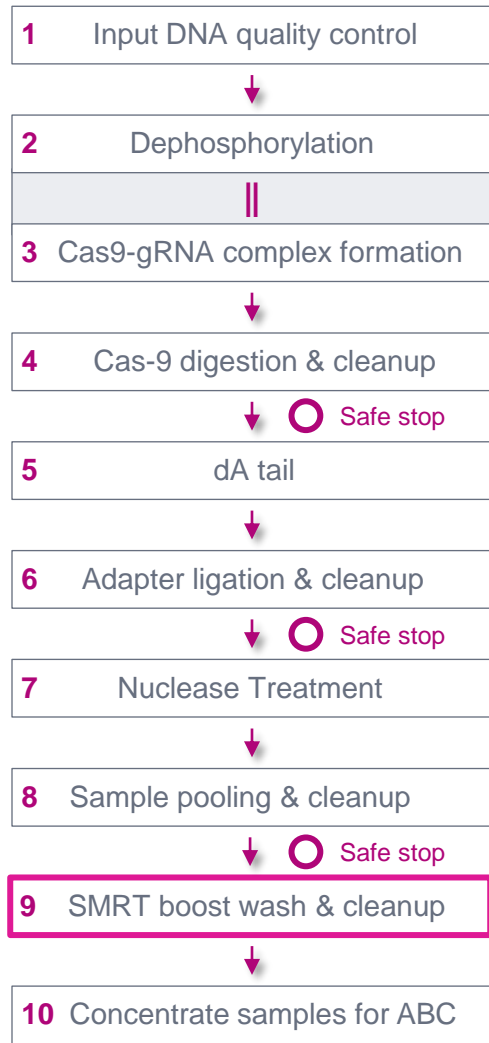 1 Input DNA quality control
2 Dephosphorylation
3 Cas9-gRNA complex formation
4 Cas-9 digestion & cleanup
Safe stop
5 dA tail
6 Adapter ligation & cleanup
Safe stop
7 Nuclease Treatment
8 Sample pooling & cleanup
Safe stop
9 SMRT boost wash & cleanup
10 Concentrate samples for ABC